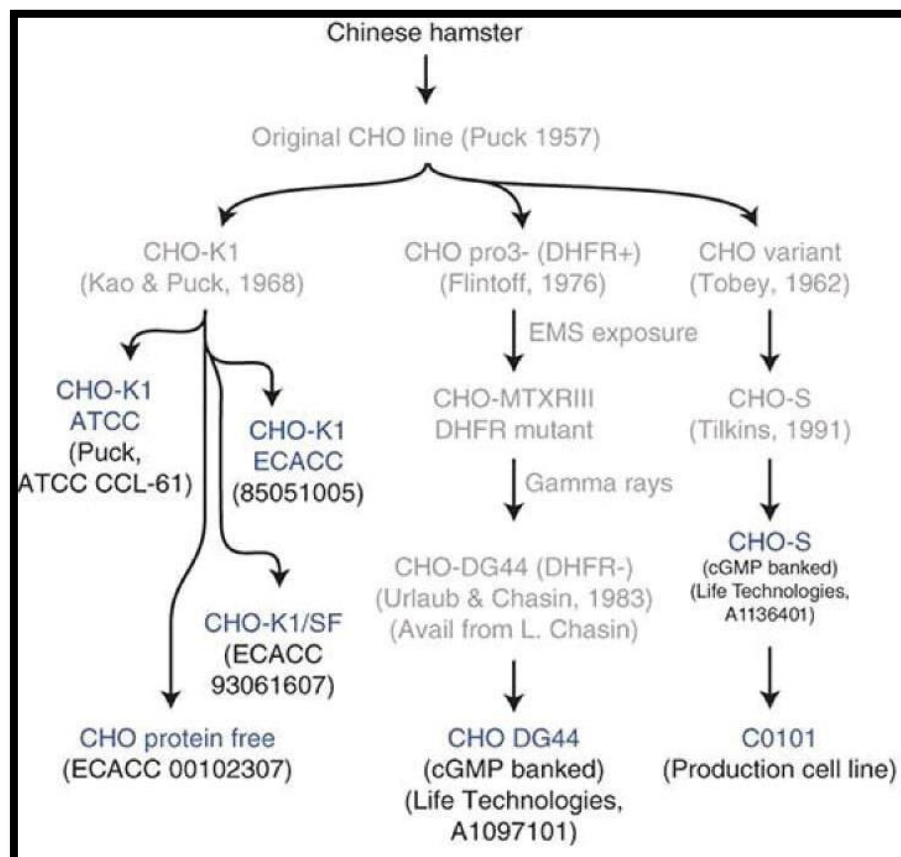 Chinese hamster
Original CHO line (Puck 1957)
CHO-K1
(Kao & Puck, 1968)
CHO pro3- (DHFR+)
(Flintoff, 1976)
CHO variant
(Tobey, 1962)
EMS exposure
CHO-K1
ATCC
(Puck,
ATCC CCL-61)
CHO-K1
ECACC
(85051005)
CHO-MTXRIII
DHFR mutant
CHO-S
(Tilkins, 1991)
Gamma rays
CHO-K1/SF
(ECACC
93061607)
CHO-DG44 (DHFR-)
(Urlaub & Chasin, 1983)
(Avail from L. Chasin)
CHO-S
(cGMP banked)
(Life Technologies,
A1136401)
CHO protein free
(ECACC 00102307)
CHO DG44
(cGMP banked)
(Life Technologies,
A1097101)
C0101
(Production cell line)